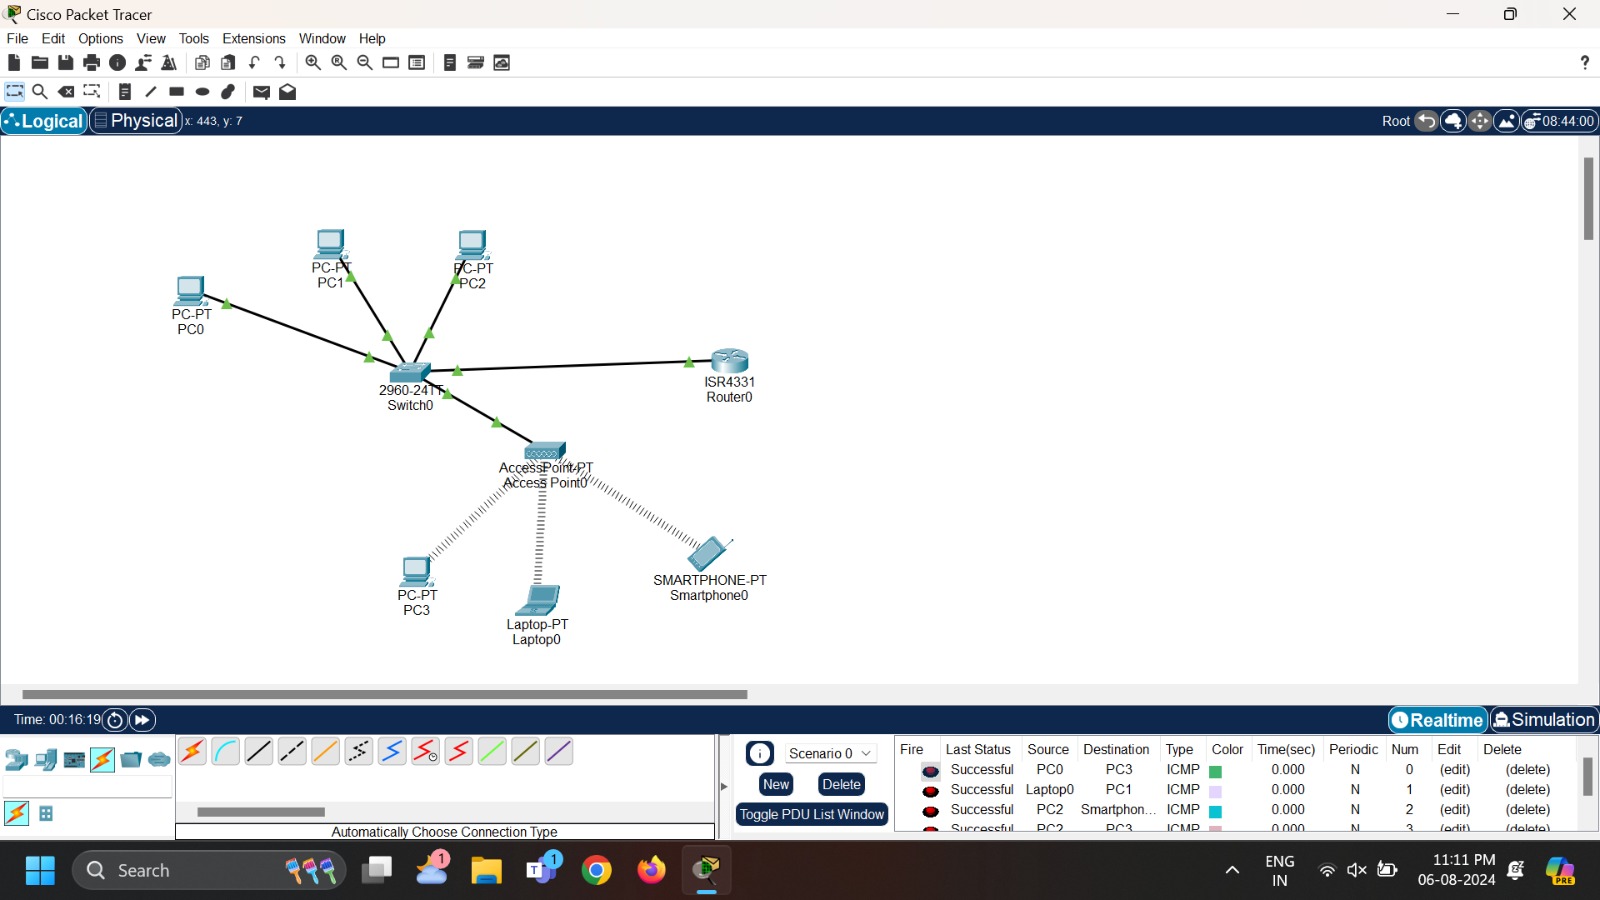 Cisco Packet Tracer
File Edit Options View Tools Extensions Window Help
?
Logical Physical x: 443, y: 7 Root 08:44:00
PC-PT
PC1
PC-PT
PC2
PC-PT
PC0
2960-24TT
Switch0
ISR4331
Router0
AccessPoint-PT
Access Point0
PC-PT
PC3
Laptop-PT
Laptop0
SMARTPHONE-PT
Smartphone0
Time: 00:16:19 Realtime Simulation
Automatically Choose Connection Type
Scenario 0
New Delete
Toggle PDU List Window
Fire Last Status Source Destination Type Color Time(sec) Periodic Num Edit Delete
Successful PC0 PC3 ICMP 0.000 N 0 (edit) (delete)
Successful Laptop0 PC1 ICMP 0.000 N 1 (edit) (delete)
Successful PC2 Smartphon... ICMP 0.000 N 2 (edit) (delete)
Successful PC2 PC3 ICMP 0.000 N 3 (edit) (delete)
Search 1 T 1 ENG IN 11:11 PM 06-08-2024 PRE